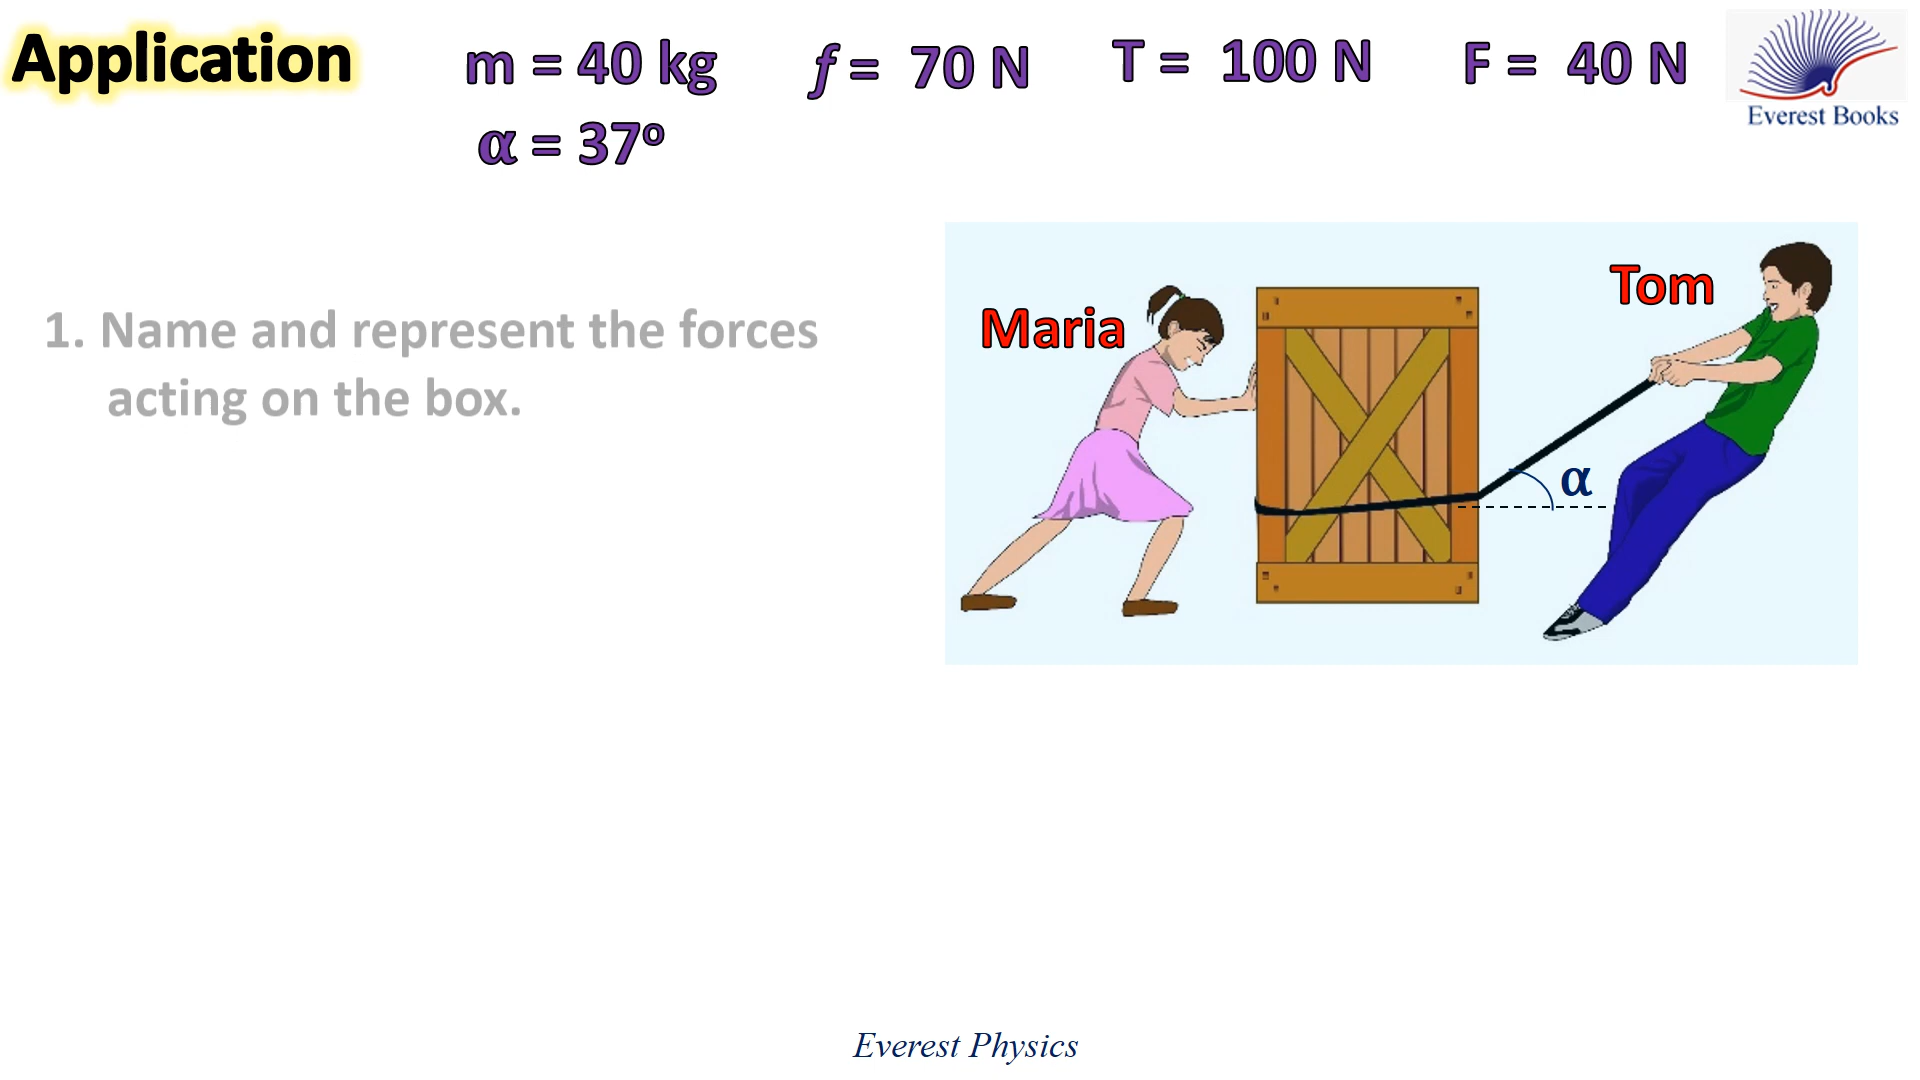 Application
m = 40 kg
ƒ = 70 N
T = 100 N
F = 40 N
α = 37º
Everest Books
1. Name and represent the forces
acting on the box.
Maria
Tom
α
Everest Physics